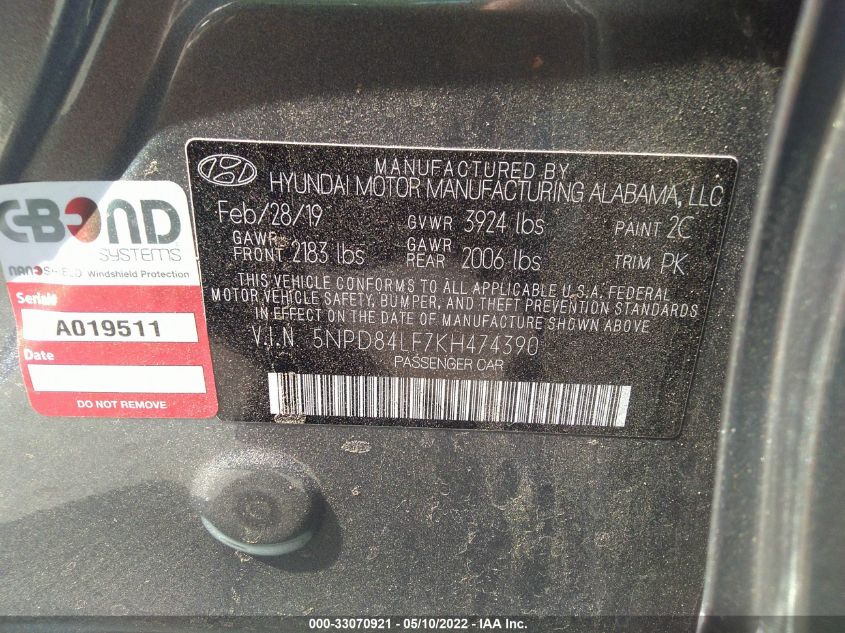 MANUFACTURED BY
HYUNDAI MOTOR MANUFACTURING ALABAMA, LLC
Feb/28/19 GVWR 3924 lbs PAINT 2C
GAWR FRONT 2183 lbs GAWR REAR 2006 lbs TRIM PK
THIS VEHICLE CONFORMS TO ALL APPLICABLE U.S.A. FEDERAL
MOTOR VEHICLE SAFETY, BUMPER, AND THEFT PREVENTION STANDARDS
IN EFFECT ON THE DATE OF MANUFACTURE SHOWN ABOVE
V.I.N. 5NPD84LF7KH474390
PASSENGER CAR
C-BOND
SYSTEMS
NANOSHIELD Windshield Protection
Serial#
A019511
Date
DO NOT REMOVE
000-33070921 - 05/10/2022 - IAA Inc.